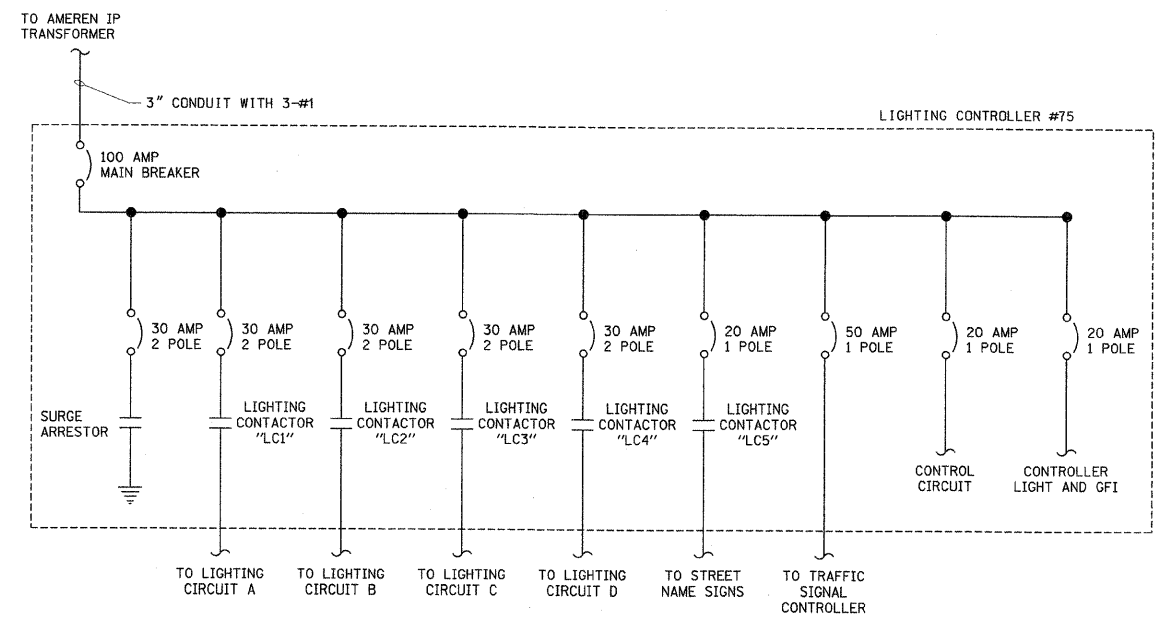 TO AMEREN IP
TRANSFORMER
3" CONDUIT WITH 3-#1
LIGHTING CONTROLLER #75
100 AMP
MAIN BREAKER
30 AMP
2 POLE
30 AMP
2 POLE
30 AMP
2 POLE
30 AMP
2 POLE
30 AMP
2 POLE
20 AMP
1 POLE
50 AMP
1 POLE
20 AMP
1 POLE
20 AMP
1 POLE
SURGE
ARRESTOR
LIGHTING
CONTACTOR
"LC1"
LIGHTING
CONTACTOR
"LC2"
LIGHTING
CONTACTOR
"LC3"
LIGHTING
CONTACTOR
"LC4"
LIGHTING
CONTACTOR
"LC5"
CONTROL
CIRCUIT
CONTROLLER
LIGHT AND GFI
TO LIGHTING
CIRCUIT A
TO LIGHTING
CIRCUIT B
TO LIGHTING
CIRCUIT C
TO LIGHTING
CIRCUIT D
TO STREET
NAME SIGNS
TO TRAFFIC
SIGNAL
CONTROLLER